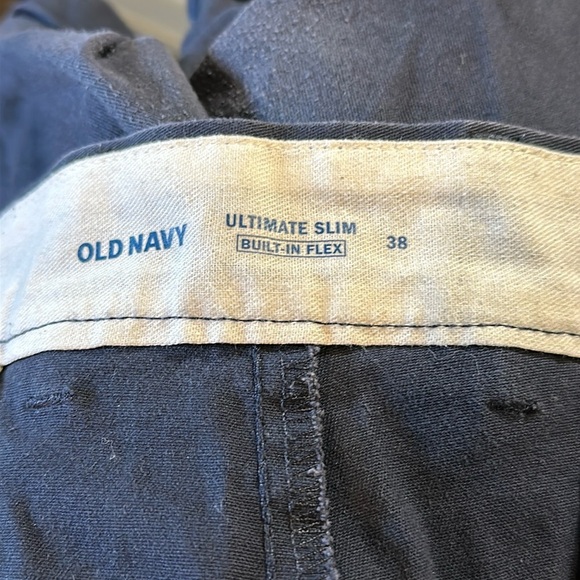 OLD NAVY
ULTIMATE SLIM
BUILT-IN FLEX
38